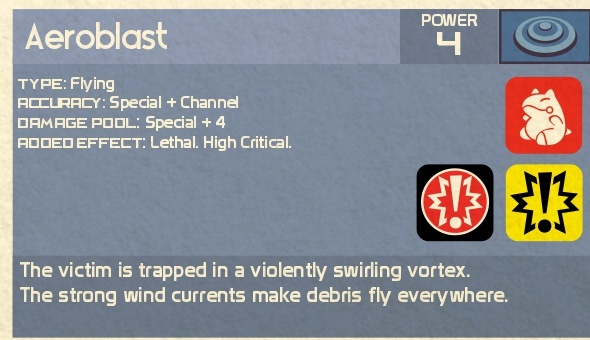 Aeroblast
POWER
4
TYPE: Flying
ACCURACY: Special + Channel
DAMAGE POOL: Special + 4
ADDED EFFECT: Lethal. High Critical.
The victim is trapped in a violently swirling vortex.
The strong wind currents make debris fly everywhere.